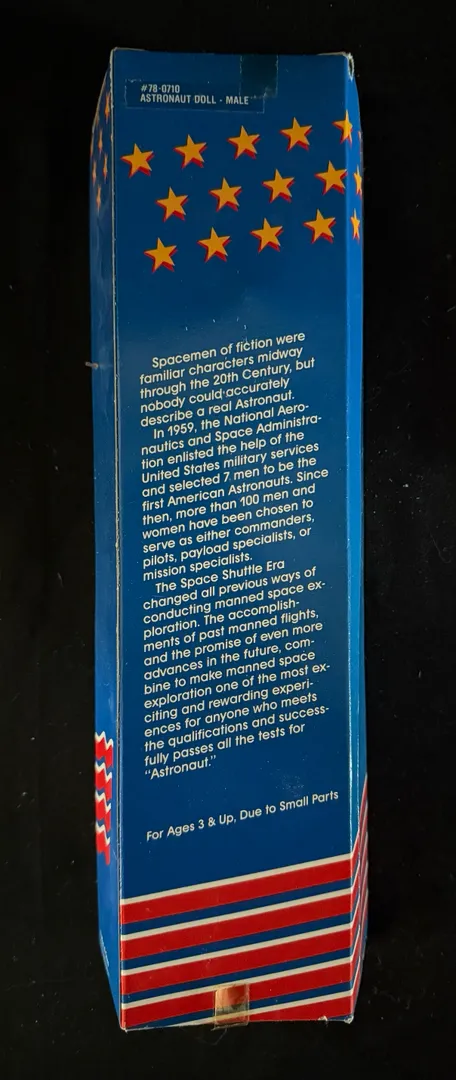 #78-0710
ASTRONAUT DOLL - MALE
Spacemen of fiction were
familiar characters midway
through the 20th Century, but
nobody could accurately
describe a real Astronaut.
In 1959, the National Aero-
nautics and Space Administra-
tion enlisted the help of the
United States military services
and selected 7 men to be the
first American Astronauts. Since
then, more than 100 men and
women have been chosen to
serve as either commanders,
pilots, payload specialists, or
mission specialists.
The Space Shuttle Era
changed all previous ways of
conducting manned space ex-
ploration. The accomplish-
ments of past manned flights,
and the promise of even more
advances in the future, com-
bine to make manned space
exploration one of the most ex-
citing and rewarding experi-
ences for anyone who meets
the qualifications and success-
fully passes all the tests for
"Astronaut."
For Ages 3 & Up, Due to Small Parts